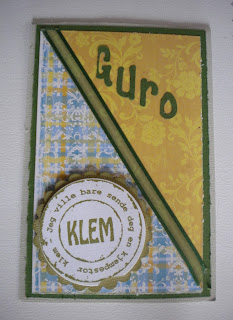 Guro
Jeg ville bare sende deg en kjempestor klem -
KLEM